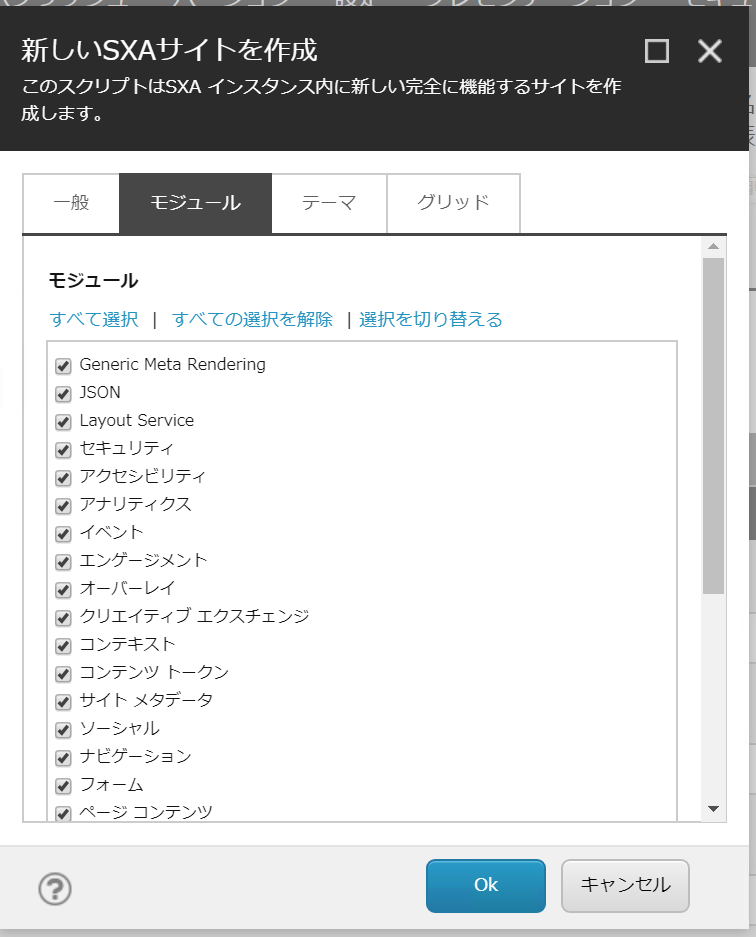 新しいSXAサイトを作成
このスクリプトはSXA インスタンス内に新しい完全に機能するサイトを作
成します。
一般 モジュール テーマ グリッド
モジュール
すべて選択 | すべての選択を解除 | 選択を切り替える
Generic Meta Rendering
JSON
Layout Service
セキュリティ
アクセシビリティ
アナリティクス
イベント
エンゲージメント
オーバーレイ
クリエイティブ エクスチェンジ
コンテキスト
コンテンツ トークン
サイト メタデータ
ソーシャル
ナビゲーション
フォーム
ページ コンテンツ
? Ok キャンセル